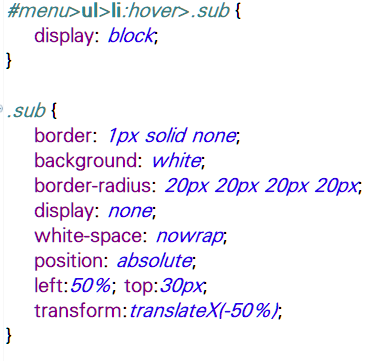 #menu>ul>li:hover>.sub {
display: block;
}
.sub {
border: 1px solid none;
background: white;
border-radius: 20px 20px 20px 20px;
display: none;
white-space: nowrap;
position: absolute;
left:50%; top:30px;
transform:translateX(-50%);
}